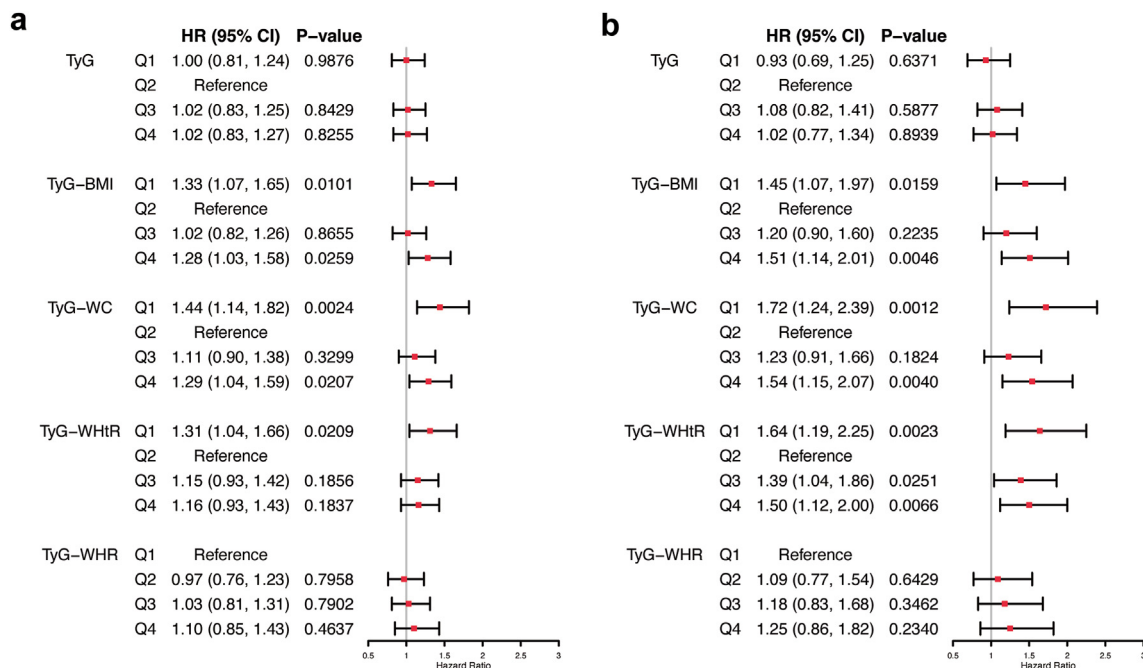 a
HR (95% CI) P−value
TyG Q1 1.00 (0.81, 1.24) 0.9876
Q2 Reference
Q3 1.02 (0.83, 1.25) 0.8429
Q4 1.02 (0.83, 1.27) 0.8255
TyG−BMI Q1 1.33 (1.07, 1.65) 0.0101
Q2 Reference
Q3 1.02 (0.82, 1.26) 0.8655
Q4 1.28 (1.03, 1.58) 0.0259
TyG−WC Q1 1.44 (1.14, 1.82) 0.0024
Q2 Reference
Q3 1.11 (0.90, 1.38) 0.3299
Q4 1.29 (1.04, 1.59) 0.0207
TyG−WHtR Q1 1.31 (1.04, 1.66) 0.0209
Q2 Reference
Q3 1.15 (0.93, 1.42) 0.1856
Q4 1.16 (0.93, 1.43) 0.1837
TyG−WHR Q1 Reference
Q2 0.97 (0.76, 1.23) 0.7958
Q3 1.03 (0.81, 1.31) 0.7902
Q4 1.10 (0.85, 1.43) 0.4637
0.5 1 1.5 2 2.5 3
Hazard Ratio
b
HR (95% CI) P−value
TyG Q1 0.93 (0.69, 1.25) 0.6371
Q2 Reference
Q3 1.08 (0.82, 1.41) 0.5877
Q4 1.02 (0.77, 1.34) 0.8939
TyG−BMI Q1 1.45 (1.07, 1.97) 0.0159
Q2 Reference
Q3 1.20 (0.90, 1.60) 0.2235
Q4 1.51 (1.14, 2.01) 0.0046
TyG−WC Q1 1.72 (1.24, 2.39) 0.0012
Q2 Reference
Q3 1.23 (0.91, 1.66) 0.1824
Q4 1.54 (1.15, 2.07) 0.0040
TyG−WHtR Q1 1.64 (1.19, 2.25) 0.0023
Q2 Reference
Q3 1.39 (1.04, 1.86) 0.0251
Q4 1.50 (1.12, 2.00) 0.0066
TyG−WHR Q1 Reference
Q2 1.09 (0.77, 1.54) 0.6429
Q3 1.18 (0.83, 1.68) 0.3462
Q4 1.25 (0.86, 1.82) 0.2340
0.5 1 1.5 2 2.5 3
Hazard Ratio